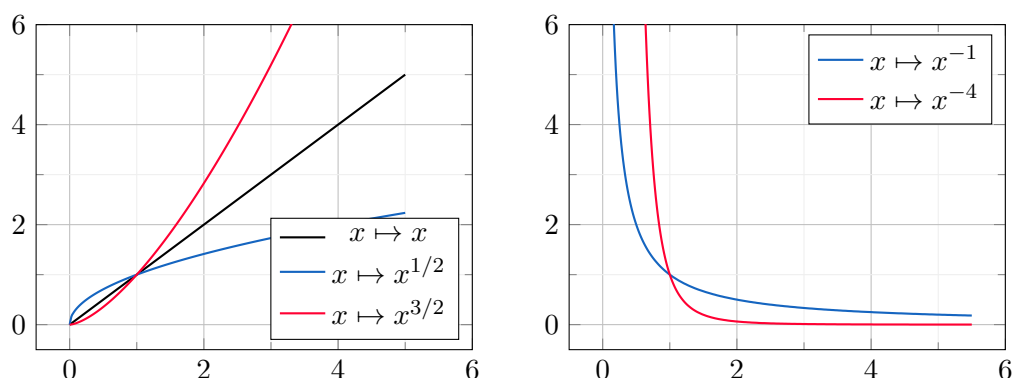 6
4
2
0
0 2 4 6
x ↦ x
x ↦ x^{1/2}
x ↦ x^{3/2}
6
4
2
0
0 2 4 6
x ↦ x^{-1}
x ↦ x^{-4}